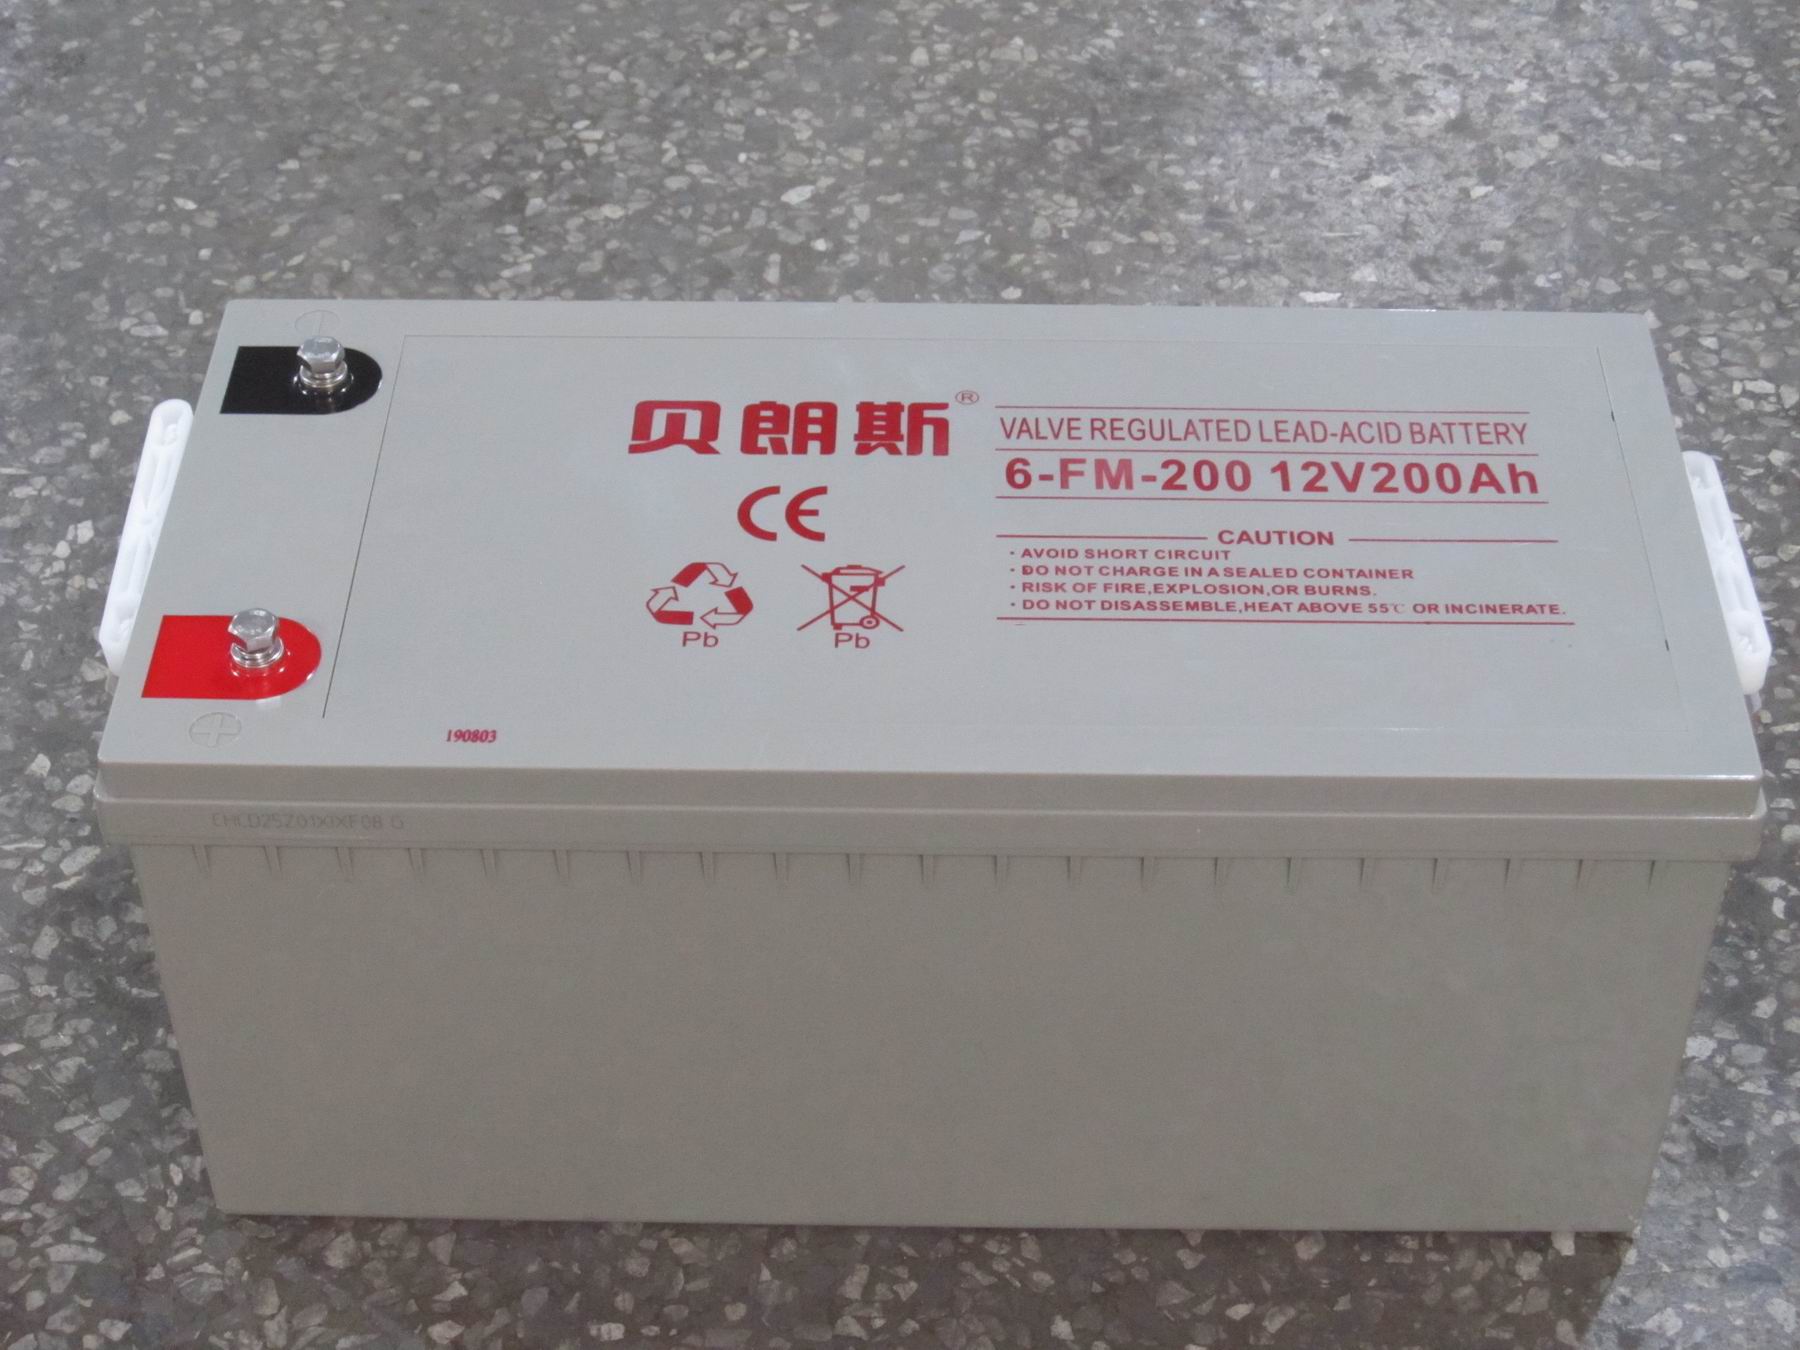 贝朗斯®
VALVE REGULATED LEAD-ACID BATTERY
6-FM-200 12V200Ah
CE
CAUTION
· AVOID SHORT CIRCUIT
· DO NOT CHARGE IN A SEALED CONTAINER
· RISK OF FIRE,EXPLOSION,OR BURNS.
· DO NOT DISASSEMBLE,HEAT ABOVE 55℃ OR INCINERATE.
Pb
Pb
190803